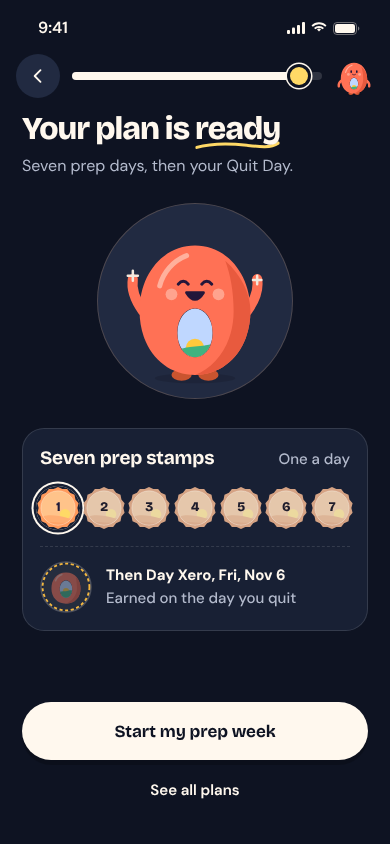 9:41
Your plan is ready
Seven prep days, then your Quit Day.
Seven prep stamps
One a day
1 2 3 4 5 6 7
Then Day Xero, Fri, Nov 6
Earned on the day you quit
Start my prep week
See all plans